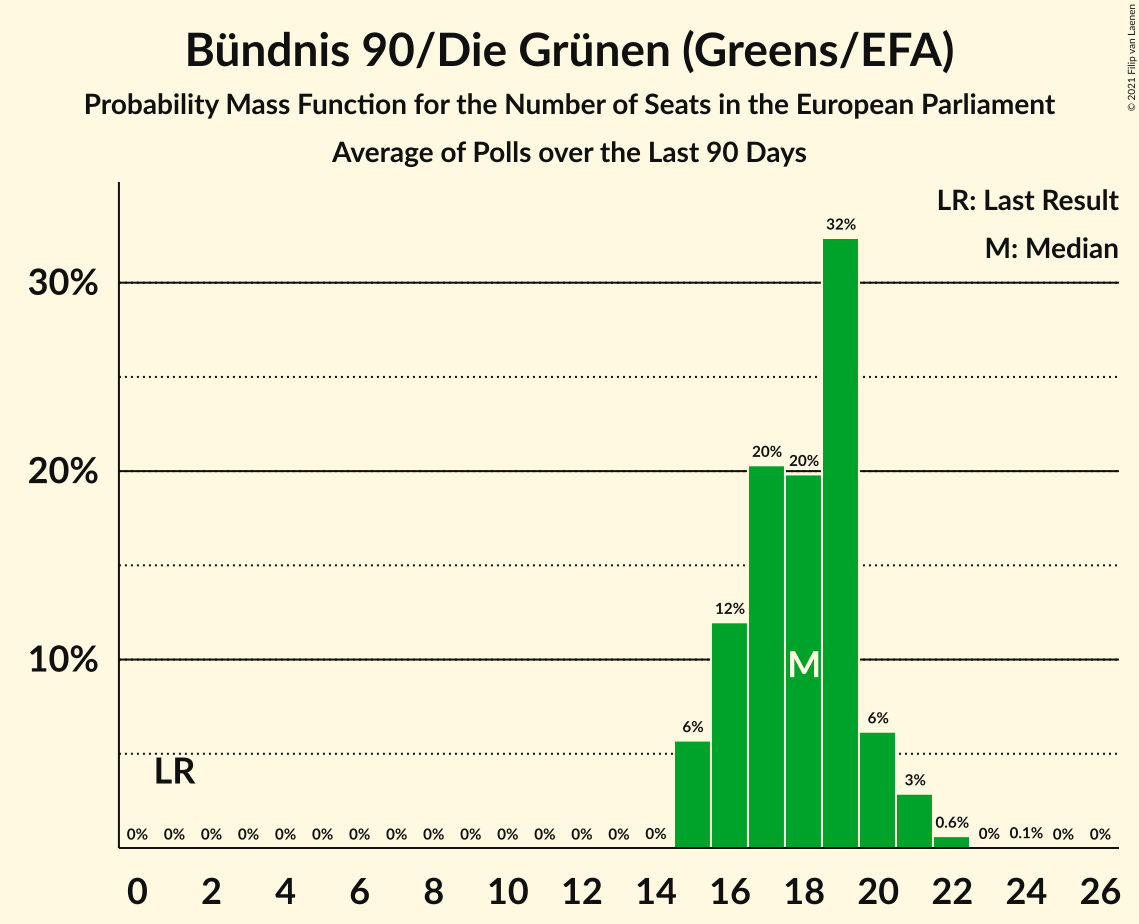 Bündnis 90/Die Grünen (Greens/EFA)
Probability Mass Function for the Number of Seats in the European Parliament
Average of Polls over the Last 90 Days
© 2021 Filip van Laenen
LR: Last Result
M: Median
32%
30%
20%
20%
20%
12%
10%
M
6%
6%
3%
LR
0% 0% 0% 0% 0% 0% 0% 0% 0% 0% 0% 0% 0% 0% 0% 0.6% 0% 0.1% 0% 0%
0 2 4 6 8 10 12 14 16 18 20 22 24 26